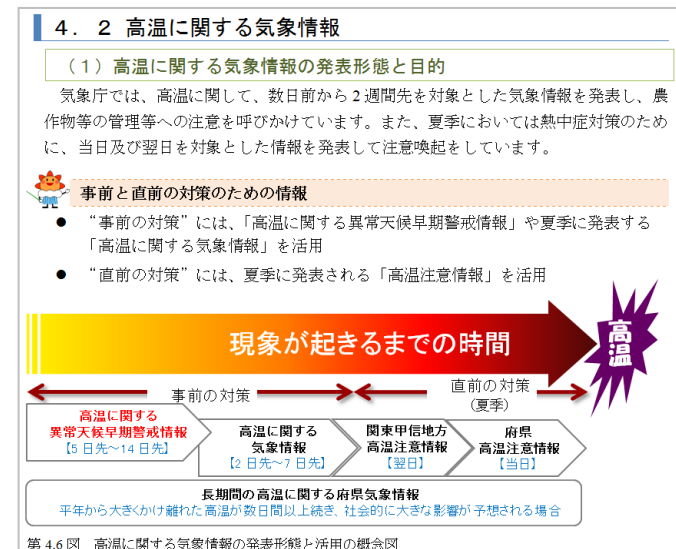 ４．２ 高温に関する気象情報
（１）高温に関する気象情報の発表形態と目的
気象庁では、高温に関して、数日前から2週間先を対象とした気象情報を発表し、農
作物等の管理等への注意を呼びかけています。また、夏季においては熱中症対策のため
に、当日及び翌日を対象とした情報を発表して注意喚起をしています。
事前と直前の対策のための情報
● “事前の対策”には、「高温に関する異常天候早期警戒情報」や夏季に発表する
「高温に関する気象情報」を活用
● “直前の対策”には、夏季に発表される「高温注意情報」を活用
現象が起きるまでの時間
高温
事前の対策
直前の対策
（夏季）
高温に関する
異常天候早期警戒情報
【5日先～14日先】
高温に関する
気象情報
【2日先～7日先】
関東甲信地方
高温注意情報
【翌日】
府県
高温注意情報
【当日】
長期間の高温に関する府県気象情報
平年から大きくかけ離れた高温が数日間以上続き、社会的に大きな影響が予想される場合
第4.6図 高温に関する気象情報の発表形態と活用の概念図